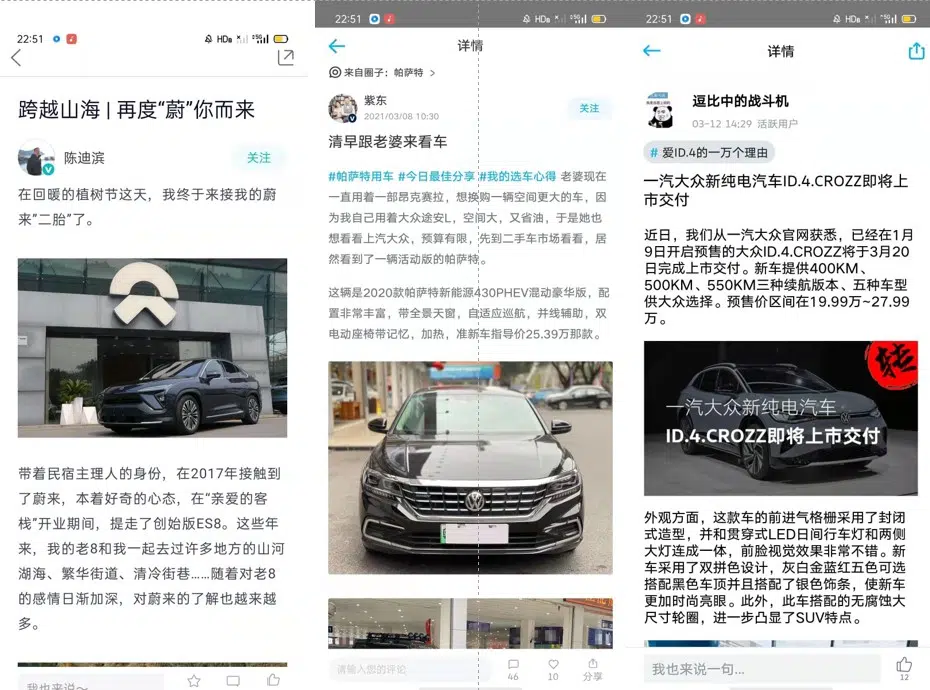 22:51
HD
5G
跨越山海 | 再度“蔚”你而来
陈迪滨
关注
在回暖的植树节这天，我终于来接我的蔚
来“二胎”了。
带着民宿主理人的身份，在2017年接触到
了蔚来，本着好奇的心态，在“亲爱的客
栈”开业期间，提走了创始版ES8。这些年
来，我的老8和我一起去过许多地方的山河
湖海、繁华街道、清冷街巷……随着对老8
的感情日渐加深，对蔚来的了解也越来越
多。
我也来说~
22:51
HD
5G
详情
来自圈子：帕萨特 >
紫东
2021/03/08 10:30
关注
清早跟老婆来看车
#帕萨特用车 #今日最佳分享 #我的选车心得 老婆现在
一直用着一部昂克赛拉，想换购一辆空间更大的车，因
为我自己用着大众途安L，空间大，又省油，于是她也
想看看上汽大众，预算有限，先到二手车市场看看，居
然看到了一辆活动版的帕萨特。
这辆是2020款帕萨特新能源430PHEV混动豪华版，配
置非常丰富，带全景天窗，自适应巡航，并线辅助，双
电动座椅带记忆，加热，准新车指导价25.39万那款。
请输入您的评论
46
10
分享
22:51
HD
5G
详情
逗比中的战斗机
03-12 14:29 活跃用户
# 爱ID.4的一万个理由
一汽大众新纯电汽车ID.4.CROZZ即将上
市交付
近日，我们从一汽大众官网获悉，已经在1月
9日开启预售的大众ID.4.CROZZ将于3月20
日完成上市交付。新车提供400KM、
500KM、550KM三种续航版本、五种车型
供大众选择。预售价区间在19.99万~27.99
万。
转
一汽大众新纯电汽车
ID.4.CROZZ即将上市交付
外观方面，这款车的前进气格栅采用了封闭
式造型，并和贯穿式LED日间行车灯和两侧
大灯连成一体，前脸视觉效果非常不错。新
车采用了双拼色设计，灰白金蓝红五色可选
搭配黑色车顶并且搭配了银色饰条，使新车
更加时尚亮眼。此外，此车搭配的无腐蚀大
尺寸轮圈，进一步凸显了SUV特点。
我也来说一句...
12